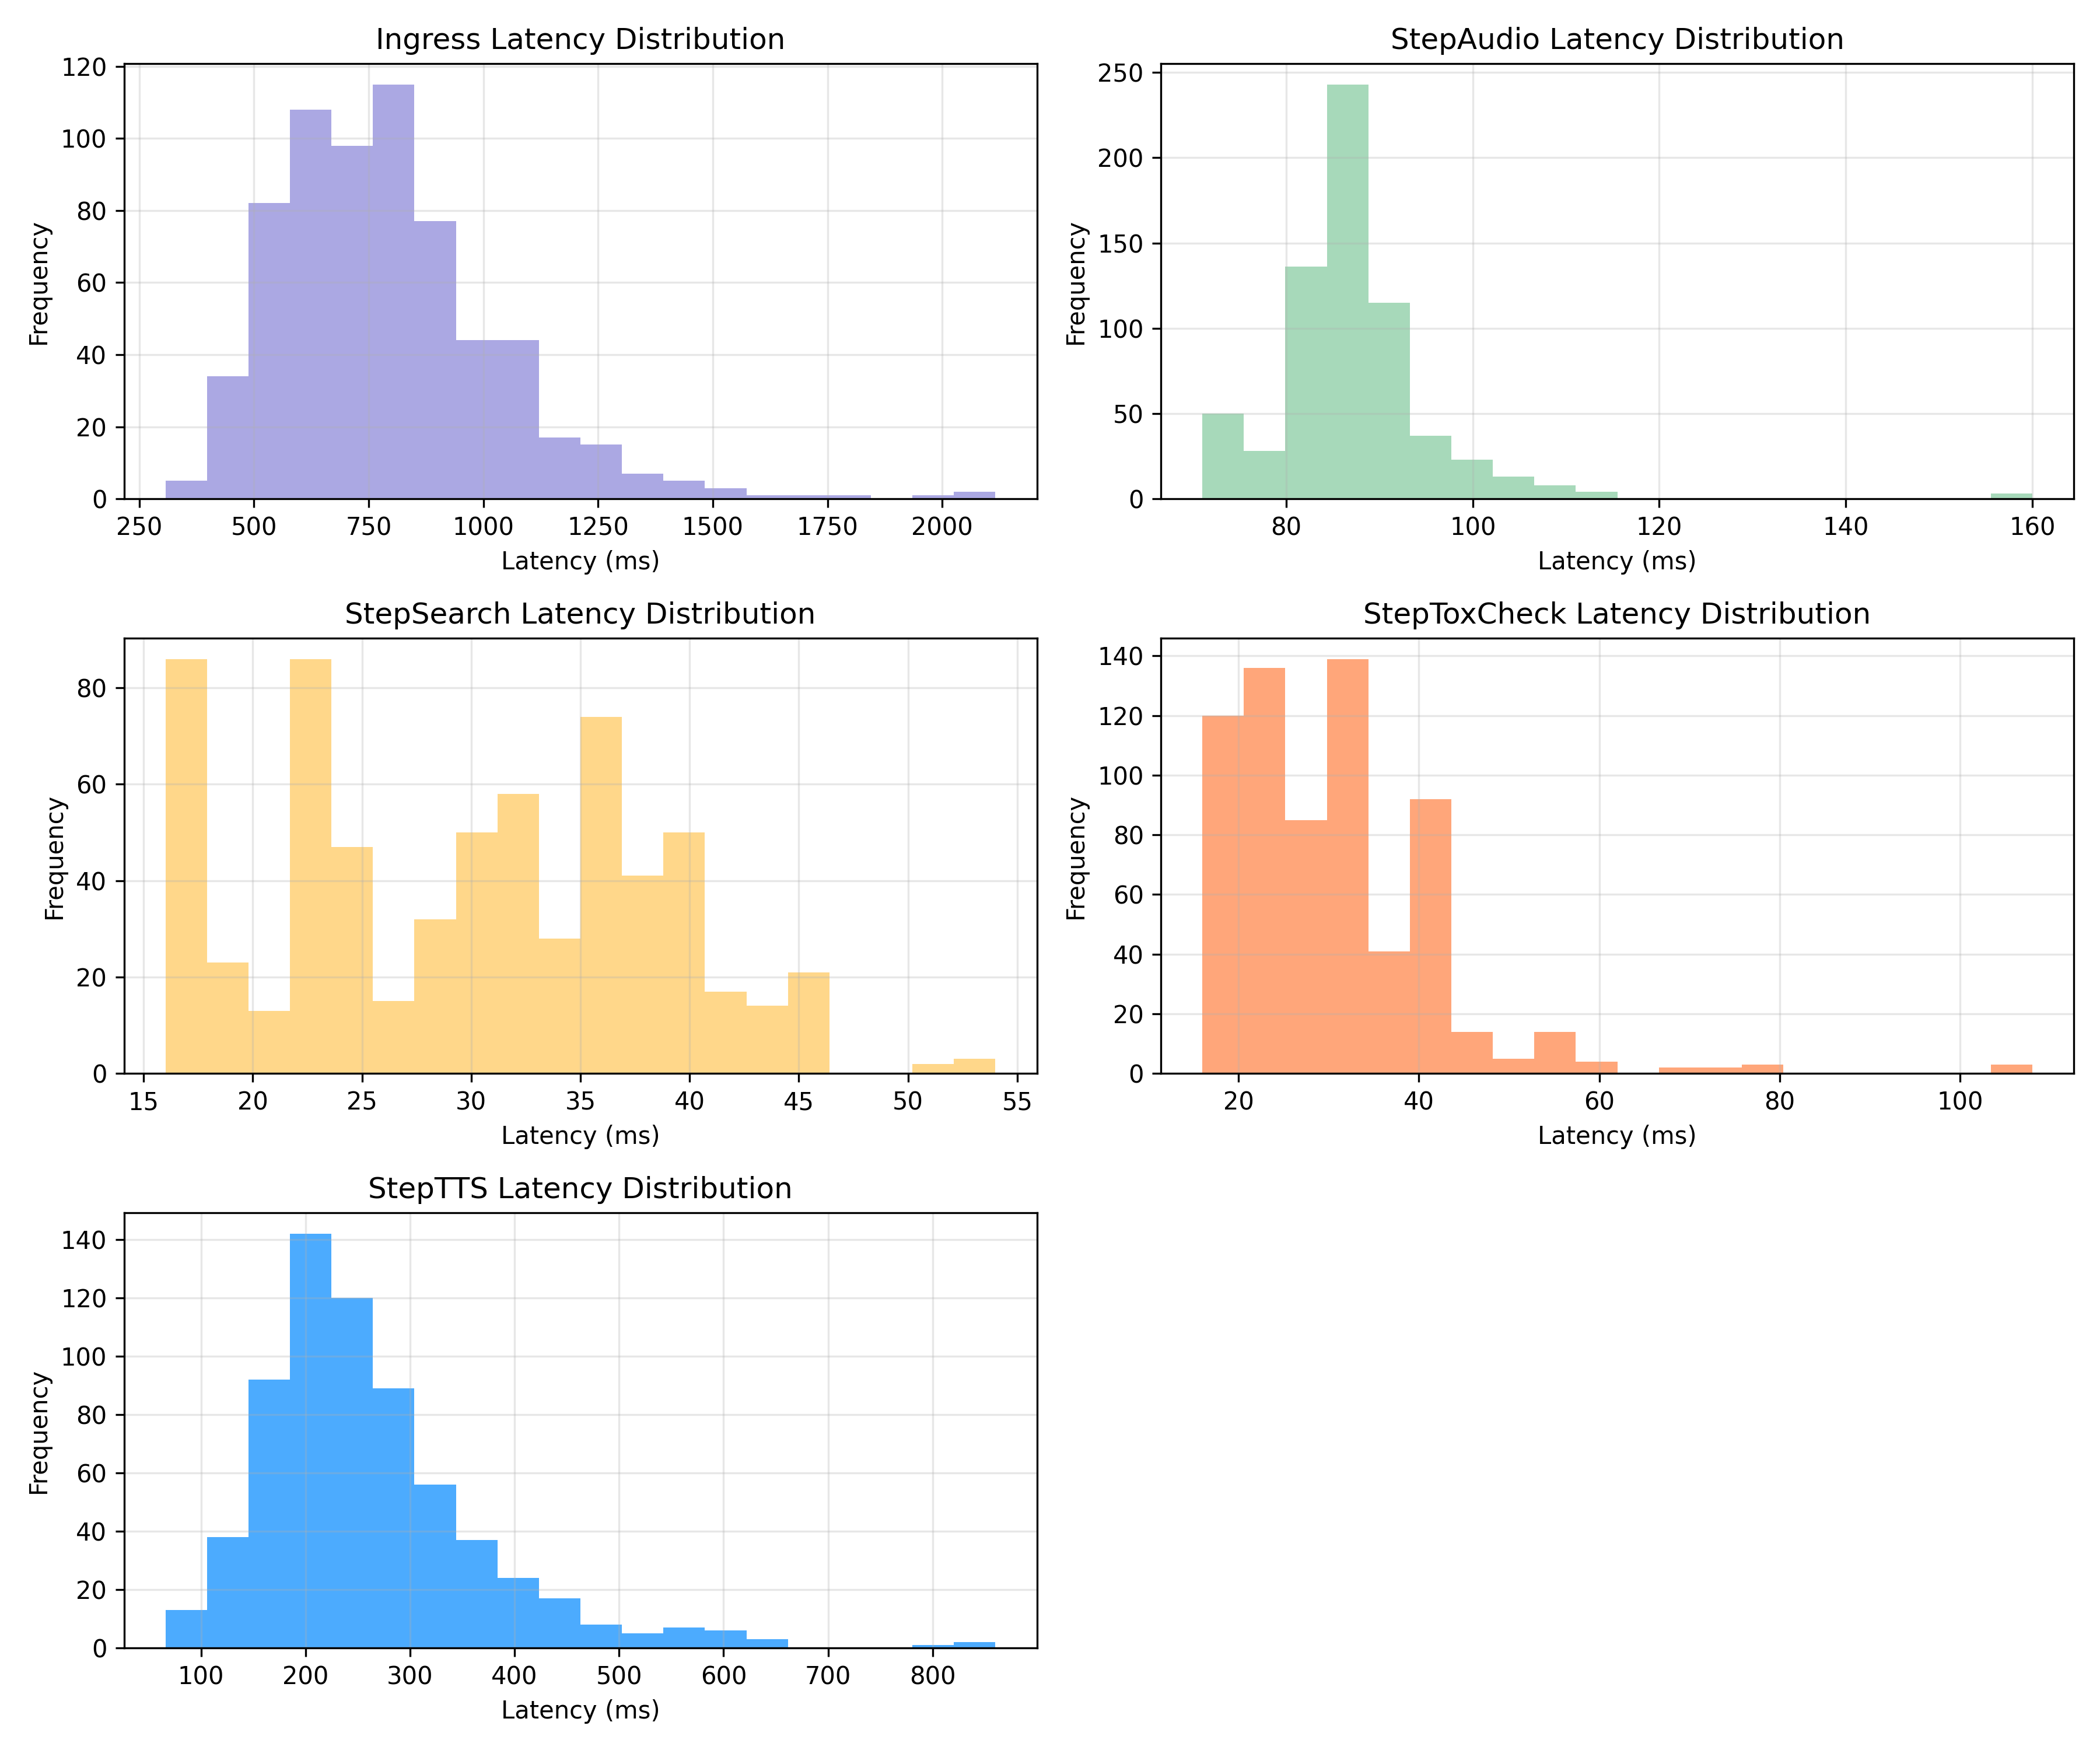 Ingress Latency Distribution
Frequency
120
100
80
60
40
20
0
250 500 750 1000 1250 1500 1750 2000
Latency (ms)
StepAudio Latency Distribution
Frequency
250
200
150
100
50
0
80 100 120 140 160
Latency (ms)
StepSearch Latency Distribution
Frequency
80
60
40
20
0
15 20 25 30 35 40 45 50 55
Latency (ms)
StepToxCheck Latency Distribution
Frequency
140
120
100
80
60
40
20
0
20 40 60 80 100
Latency (ms)
StepTTS Latency Distribution
Frequency
140
120
100
80
60
40
20
0
100 200 300 400 500 600 700 800
Latency (ms)